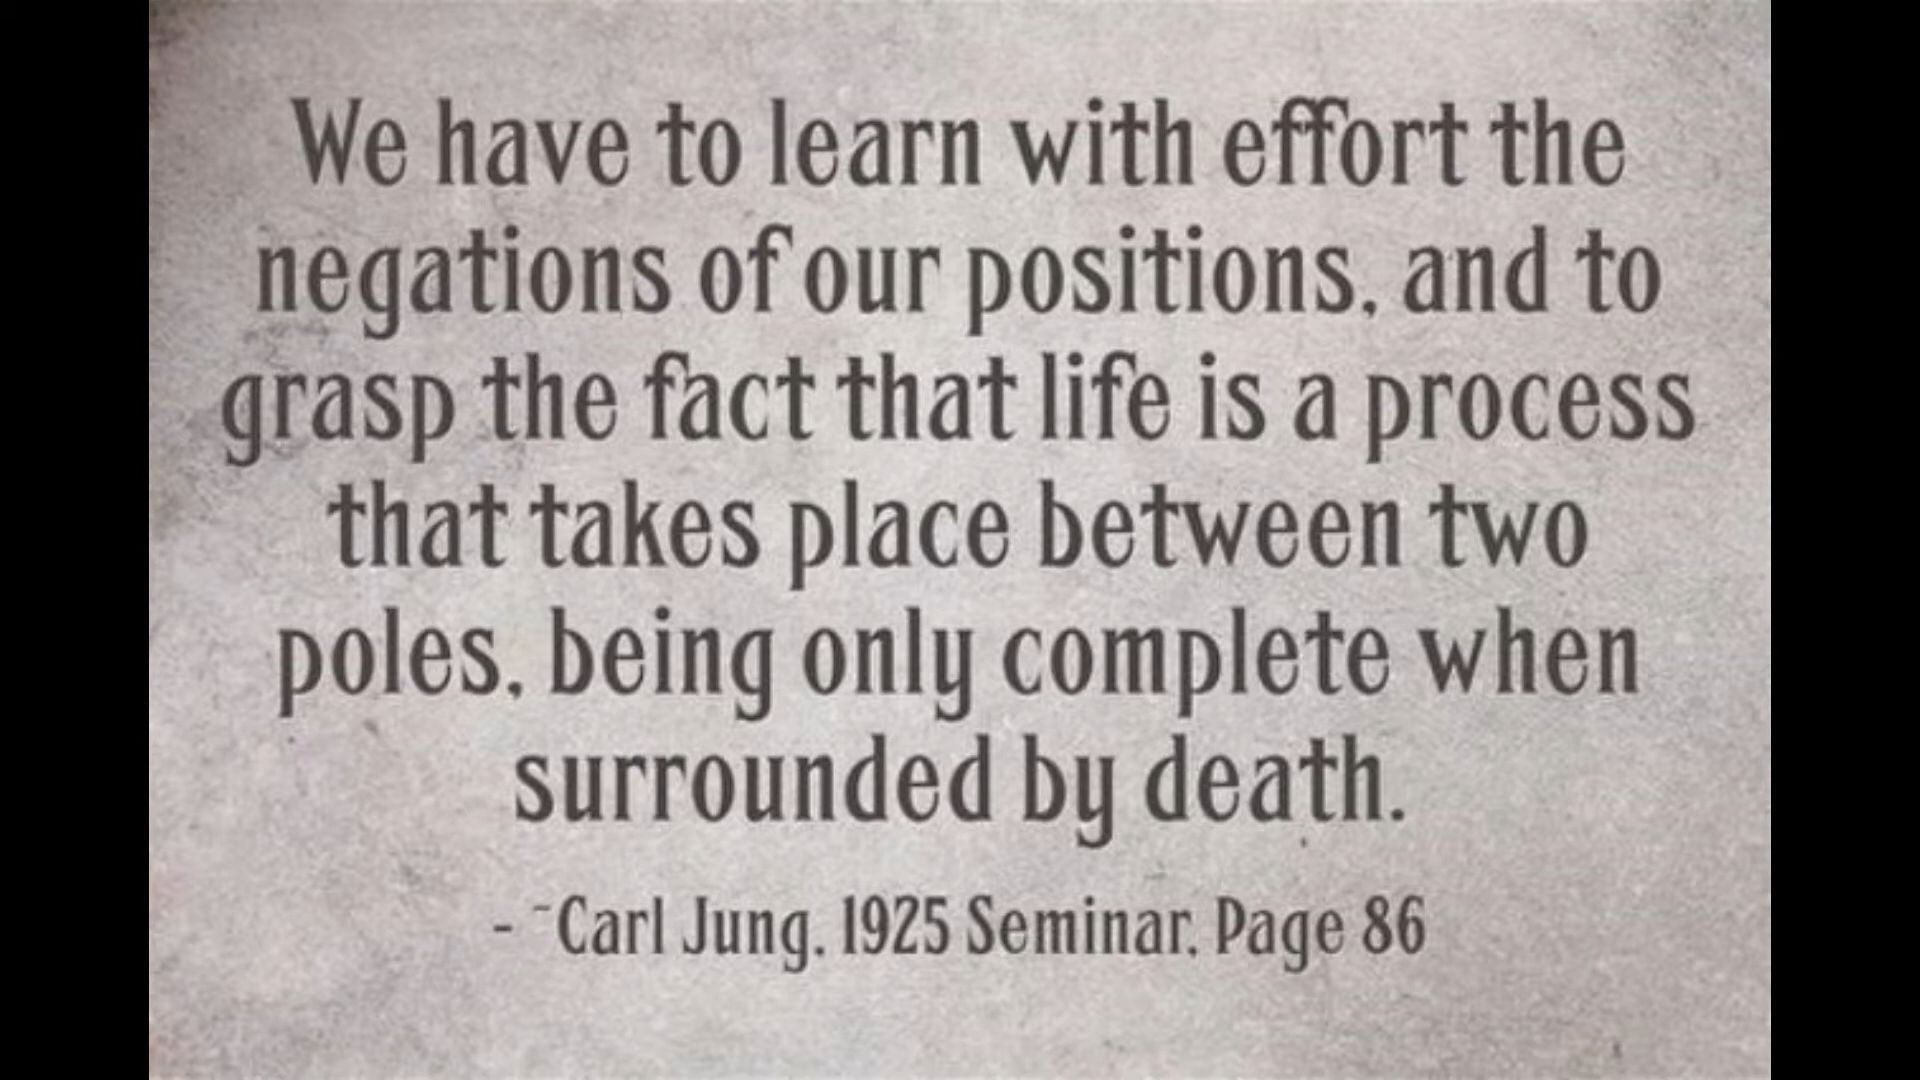 We have to learn with effort the
negations of our positions, and to
grasp the fact that life is a process
that takes place between two
poles, being only complete when
surrounded by death.
- ~Carl Jung, 1925 Seminar, Page 86